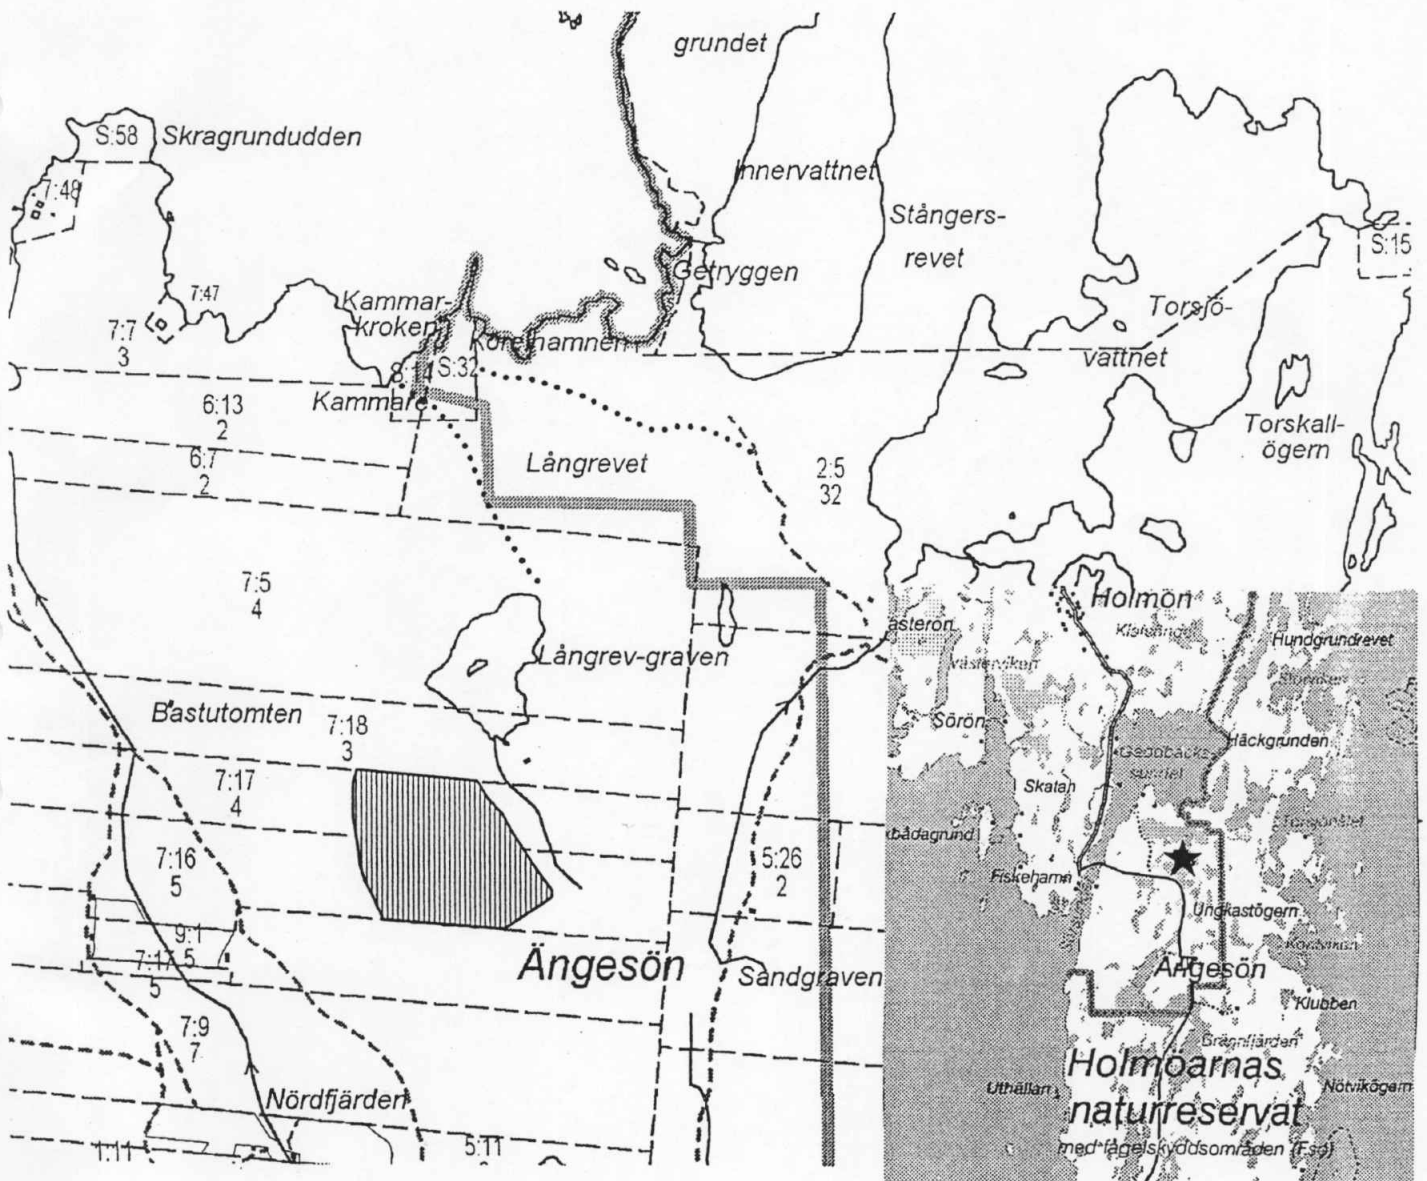 grundet
S:58
Skragrundudden
7:48
Innervattnet
Stångers-
revet
S:15
Getryggen
7:47
Kammar-
kroken
Torsjö-
vattnet
7:7
3
S:32
Kammare
6:13
2
6:7
2
Långrevet
2:5
32
Torskall-
ögern
7:5
4
Långrev-graven
Bastutomten
7:18
3
7:17
4
7:16
5
5:26
2
9:1
5
7:17
5
Ängesön
Sandgraven
7:9
7
Nördfjärden
1:11
5:11
Holmön
Hundgrundrevet
Västerviken
Sörön
Häckgrunden
Skatan
Fiskehamn
Ungkastögern
Ängesön
Klubben
Holmöarnas
naturreservat
med fågelskyddsområden (Fso)
Uthällan
Nötvikögern